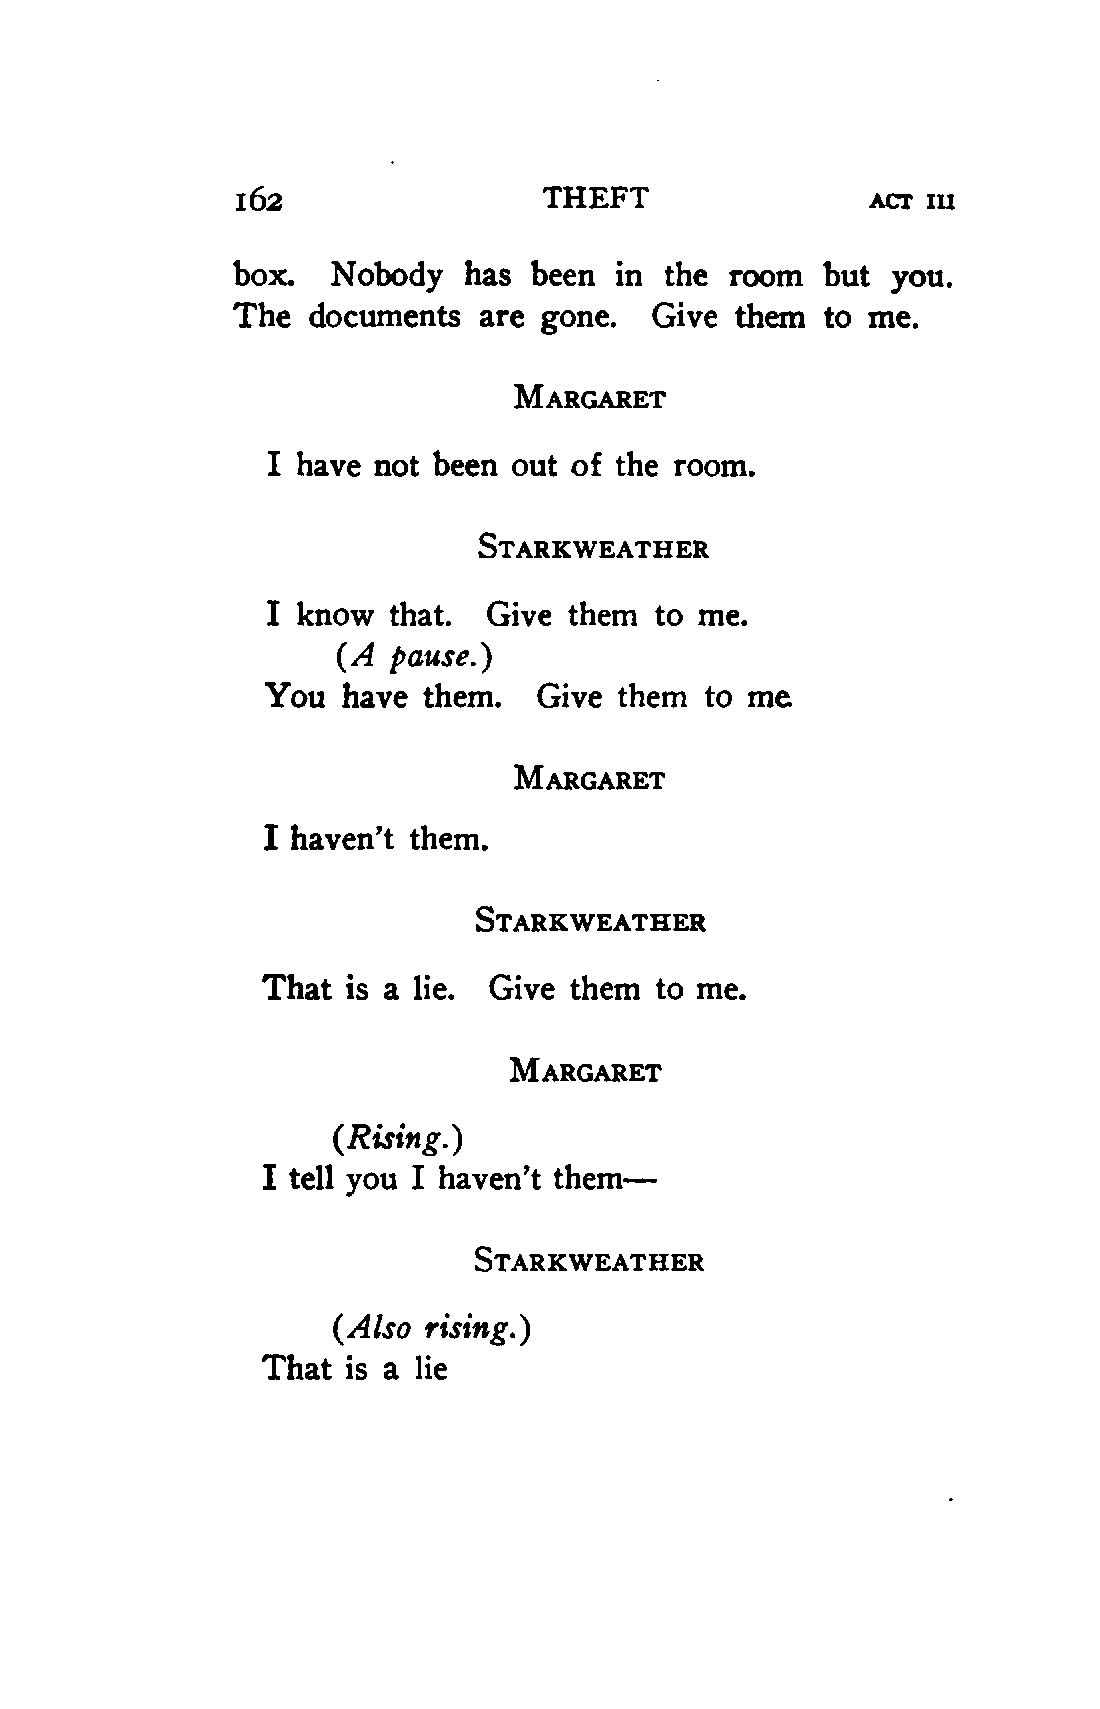 162 THEFT ACT III
box. Nobody has been in the room but you.
The documents are gone. Give them to me.
MARGARET
I have not been out of the room.
STARKWEATHER
I know that. Give them to me.
(A pause.)
You have them. Give them to me
MARGARET
I haven't them.
STARKWEATHER
That is a lie. Give them to me.
MARGARET
(Rising.)
I tell you I haven't them—
STARKWEATHER
(Also rising.)
That is a lie